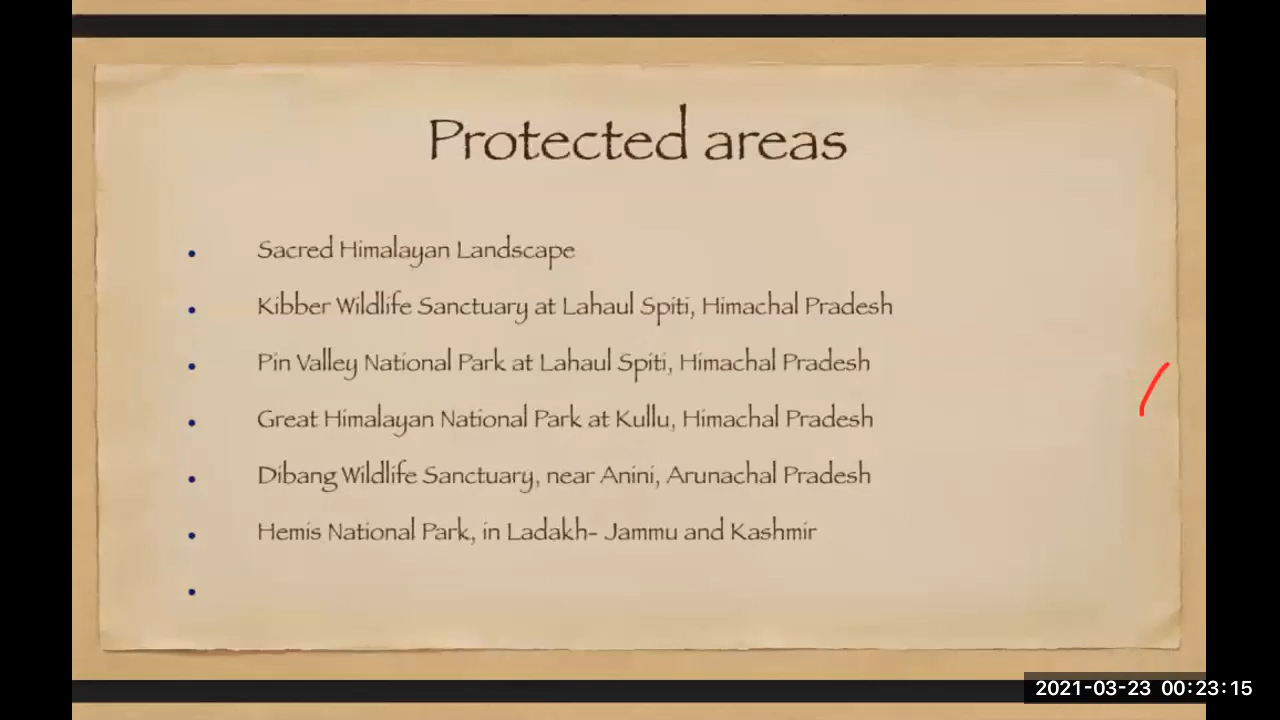 Protected areas
• Sacred Himalayan Landscape
• Kibber Wildlife Sanctuary at Lahaul Spiti, Himachal Pradesh
• Pin Valley National Park at Lahaul Spiti, Himachal Pradesh
• Great Himalayan National Park at Kullu, Himachal Pradesh
• Dibang Wildlife Sanctuary, near Anini, Arunachal Pradesh
• Hemis National Park, in Ladakh- Jammu and Kashmir
•
2021-03-23 00:23:15